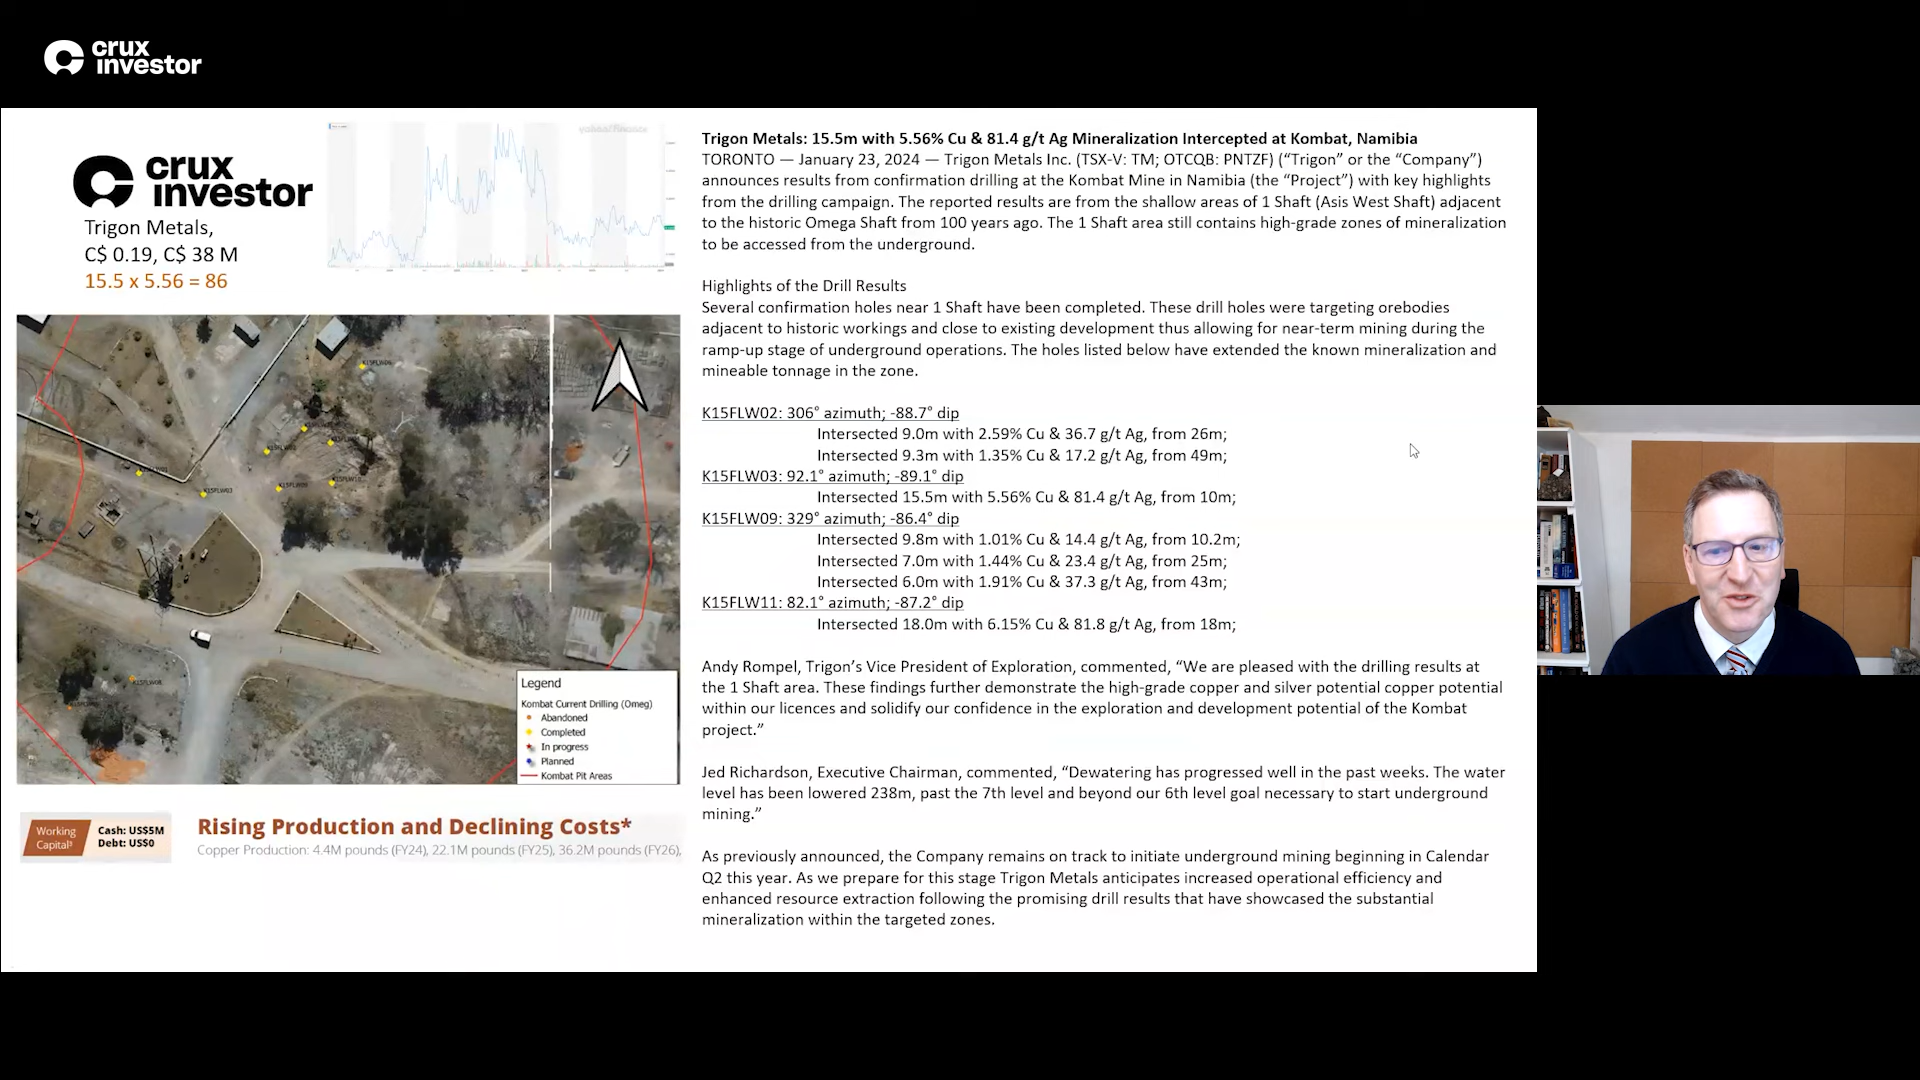 crux
investor
crux
investor
Trigon Metals,
C$ 0.19, C$ 38 M
15.5 x 5.56 = 86
Trigon Metals: 15.5m with 5.56% Cu & 81.4 g/t Ag Mineralization Intercepted at Kombat, Namibia
TORONTO — January 23, 2024 — Trigon Metals Inc. (TSX-V: TM; OTCQB: PNTZF) (“Trigon” or the “Company”)
announces results from confirmation drilling at the Kombat Mine in Namibia (the “Project”) with key highlights
from the drilling campaign. The reported results are from the shallow areas of 1 Shaft (Asis West Shaft) adjacent
to the historic Omega Shaft from 100 years ago. The 1 Shaft area still contains high-grade zones of mineralization
to be accessed from the underground.
Highlights of the Drill Results
Several confirmation holes near 1 Shaft have been completed. These drill holes were targeting orebodies
adjacent to historic workings and close to existing development thus allowing for near-term mining during the
ramp-up stage of underground operations. The holes listed below have extended the known mineralization and
mineable tonnage in the zone.
K15FLW02: 306° azimuth; -88.7° dip
Intersected 9.0m with 2.59% Cu & 36.7 g/t Ag, from 26m;
Intersected 9.3m with 1.35% Cu & 17.2 g/t Ag, from 49m;
K15FLW03: 92.1° azimuth; -89.1° dip
Intersected 15.5m with 5.56% Cu & 81.4 g/t Ag, from 10m;
K15FLW09: 329° azimuth; -86.4° dip
Intersected 9.8m with 1.01% Cu & 14.4 g/t Ag, from 10.2m;
Intersected 7.0m with 1.44% Cu & 23.4 g/t Ag, from 25m;
Intersected 6.0m with 1.91% Cu & 37.3 g/t Ag, from 43m;
K15FLW11: 82.1° azimuth; -87.2° dip
Intersected 18.0m with 6.15% Cu & 81.8 g/t Ag, from 18m;
Andy Rompel, Trigon’s Vice President of Exploration, commented, “We are pleased with the drilling results at
the 1 Shaft area. These findings further demonstrate the high-grade copper and silver potential copper potential
within our licences and solidify our confidence in the exploration and development potential of the Kombat
project.”
Jed Richardson, Executive Chairman, commented, “Dewatering has progressed well in the past weeks. The water
level has been lowered 238m, past the 7th level and beyond our 6th level goal necessary to start underground
mining.”
As previously announced, the Company remains on track to initiate underground mining beginning in Calendar
Q2 this year. As we prepare for this stage Trigon Metals anticipates increased operational efficiency and
enhanced resource extraction following the promising drill results that have showcased the substantial
mineralization within the targeted zones.
Legend
Kombat Current Drilling (Omeg)
Abandoned
Completed
In progress
Planned
Kombat Pit Areas
Working
Capital³
Cash: US$5M
Debt: US$0
Rising Production and Declining Costs*
Copper Production: 4.4M pounds (FY24), 22.1M pounds (FY25), 36.2M pounds (FY26),